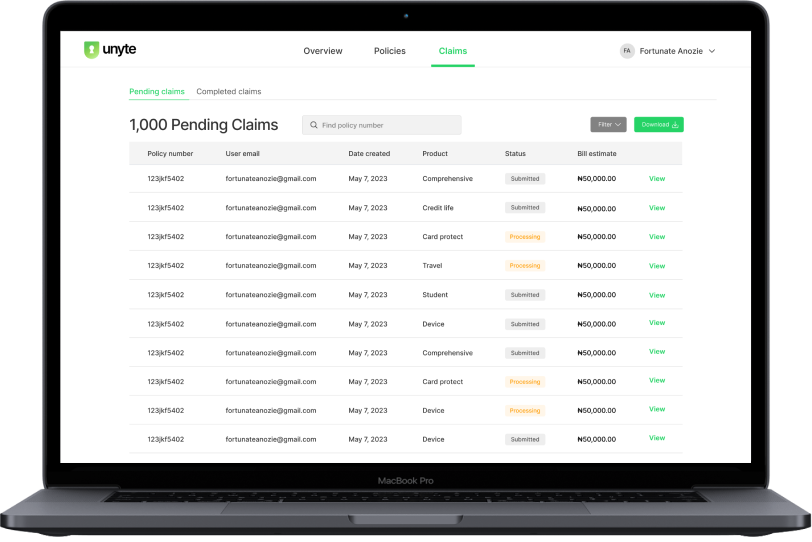 unyte
Overview Policies Claims
FA Fortunate Anozie
Pending claims Completed claims
1,000 Pending Claims
Find policy number
Filter
Download
Policy number User email Date created Product Status Bill estimate
123jkf5402 fortunateanozie@gmail.com May 7, 2023 Comprehensive Submitted ₦50,000.00 View
123jkf5402 fortunateanozie@gmail.com May 7, 2023 Credit life Submitted ₦50,000.00 View
123jkf5402 fortunateanozie@gmail.com May 7, 2023 Card protect Processing ₦50,000.00 View
123jkf5402 fortunateanozie@gmail.com May 7, 2023 Travel Processing ₦50,000.00 View
123jkf5402 fortunateanozie@gmail.com May 7, 2023 Student Submitted ₦50,000.00 View
123jkf5402 fortunateanozie@gmail.com May 7, 2023 Device Submitted ₦50,000.00 View
123jkf5402 fortunateanozie@gmail.com May 7, 2023 Comprehensive Submitted ₦50,000.00 View
123jkf5402 fortunateanozie@gmail.com May 7, 2023 Card protect Processing ₦50,000.00 View
123jkf5402 fortunateanozie@gmail.com May 7, 2023 Device Processing ₦50,000.00 View
123jkf5402 fortunateanozie@gmail.com May 7, 2023 Device Submitted ₦50,000.00 View
MacBook Pro